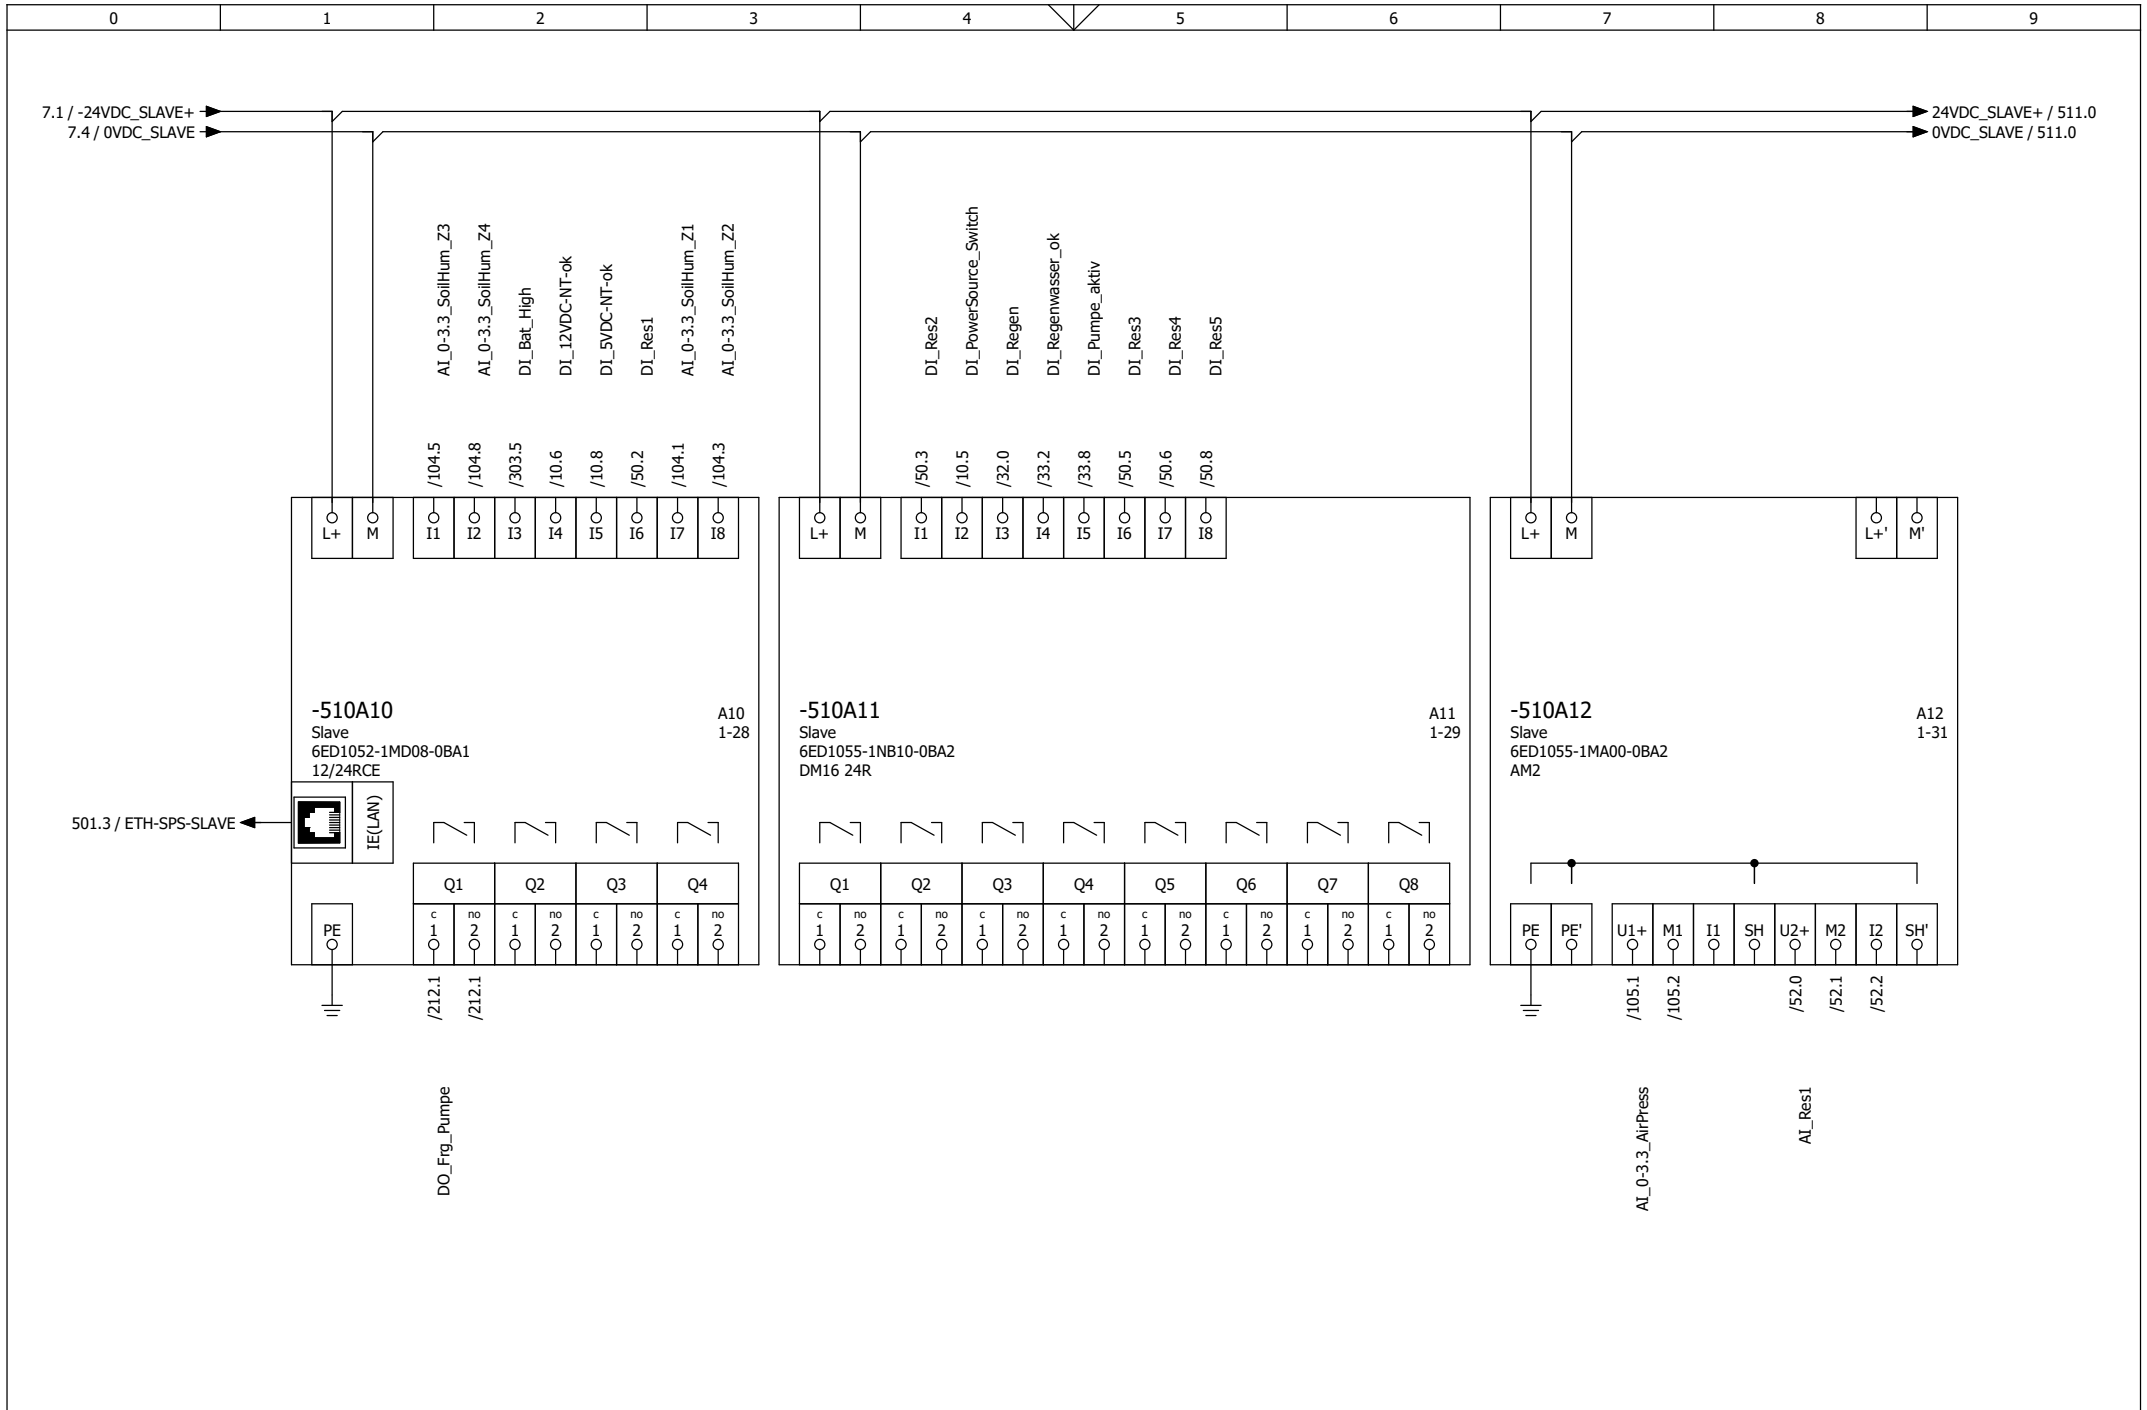 0 1 2 3 4 5 6 7 8 9
7.1 / -24VDC_SLAVE+
24VDC_SLAVE+ / 511.0
7.4 / 0VDC_SLAVE
0VDC_SLAVE / 511.0
AI_0-3.3_SoilHum_Z3
AI_0-3.3_SoilHum_Z4
DI_Bat_High
DI_12VDC-NT-ok
DI_5VDC-NT-ok
DI_Res1
AI_0-3.3_SoilHum_Z1
AI_0-3.3_SoilHum_Z2
DI_Res2
DI_PowerSource_Switch
DI_Regen
DI_Regenwasser_ok
DI_Pumpe_aktiv
DI_Res3
DI_Res4
DI_Res5
/104.5
/104.8
/303.5
/10.6
/10.8
/50.2
/104.1
/104.3
/50.3
/10.5
/32.0
/33.2
/33.8
/50.5
/50.6
/50.8
L+ M I1 I2 I3 I4 I5 I6 I7 I8
L+ M I1 I2 I3 I4 I5 I6 I7 I8
L+ M L+' M'
-510A10
Slave
6ED1052-1MD08-0BA1
12/24RCE
A10
1-28
-510A11
Slave
6ED1055-1NB10-0BA2
DM16 24R
A11
1-29
-510A12
Slave
6ED1055-1MA00-0BA2
AM2
A12
1-31
501.3 / ETH-SPS-SLAVE
IE(LAN)
Q1 Q2 Q3 Q4
Q1 Q2 Q3 Q4 Q5 Q6 Q7 Q8
c no c no c no c no
c no c no c no c no c no c no c no c no
PE 1 2 1 2 1 2 1 2
1 2 1 2 1 2 1 2 1 2 1 2 1 2 1 2
PE PE' U1+ M1 I1 SH U2+ M2 I2 SH'
/212.1
/212.1
/105.1
/105.2
/52.0
/52.1
/52.2
DO_Frg_Pumpe
AI_0-3.3_AirPress
AI_Res1